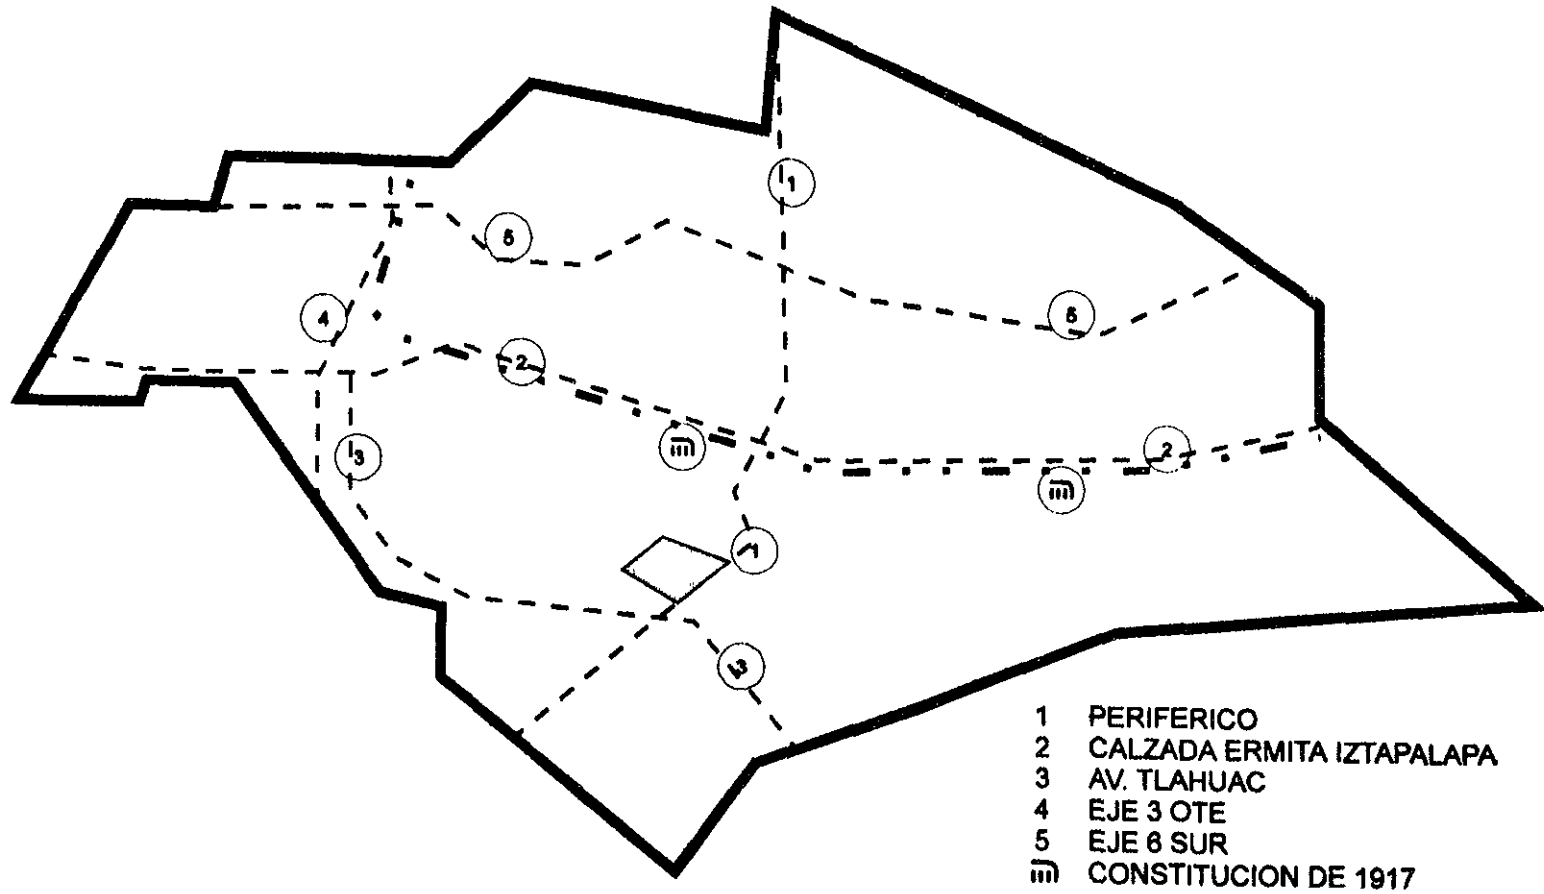 1
5
5
4
2
3
2
1
3
1 PERIFERICO
2 CALZADA ERMITA IZTAPALAPA
3 AV. TLAHUAC
4 EJE 3 OTE
5 EJE 6 SUR
CONSTITUCION DE 1917